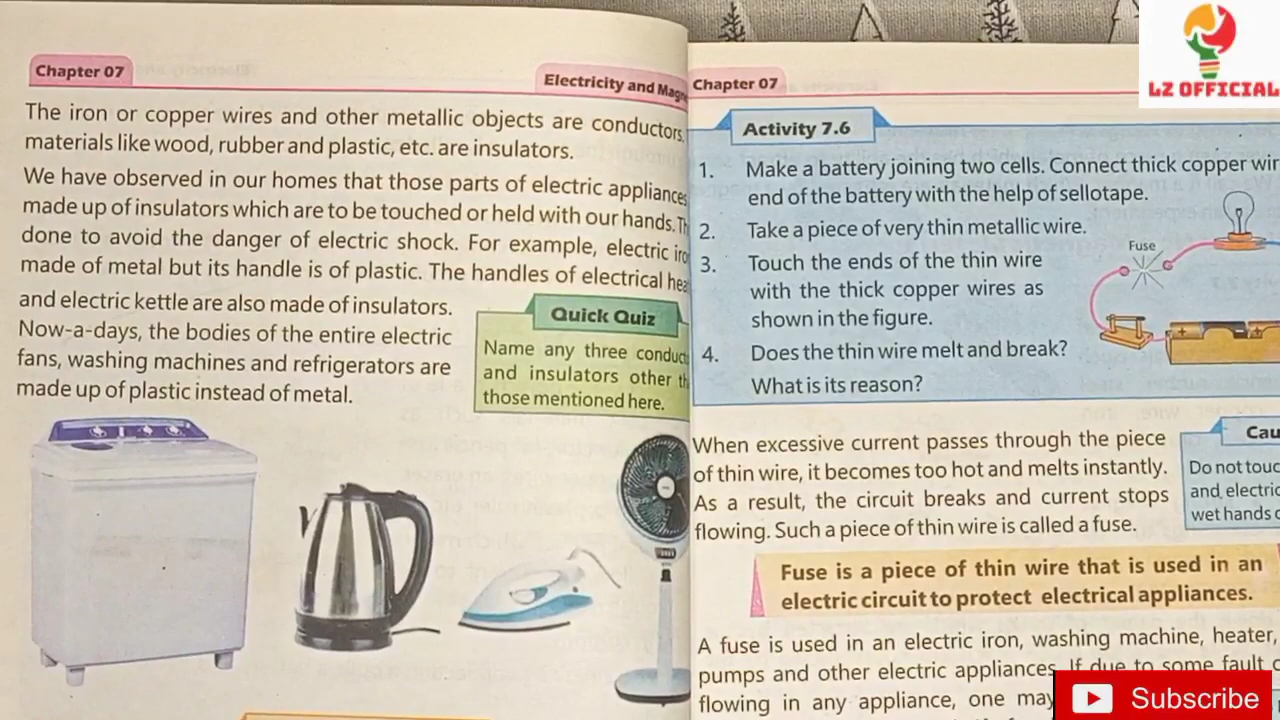 Chapter 07
Electricity and
The iron or copper wires and other metallic objects are conductors.
materials like wood, rubber and plastic, etc. are insulators.
We have observed in our homes that those parts of electric appliances
made up of insulators which are to be touched or held with our hands.
done to avoid the danger of electric shock. For example, electric
made of metal but its handle is of plastic. The handles of electrical
and electric kettle are also made of insulators.
Now-a-days, the bodies of the entire electric
fans, washing machines and refrigerators are
made up of plastic instead of metal.
Quick Quiz
Name any three
and insulators other
those mentioned here.
Chapter 07
Activity 7.6
1. Make a battery joining two cells. Connect thick copper
end of the battery with the help of sellotape.
2. Take a piece of very thin metallic wire.
3. Touch the ends of the thin wire
with the thick copper wires as
shown in the figure.
4. Does the thin wire melt and break?
What is its reason?
Fuse
+
+
When excessive current passes through the piece
of thin wire, it becomes too hot and melts instantly.
As a result, the circuit breaks and current stops
flowing. Such a piece of thin wire is called a fuse.
Do not
and,
wet hands
Fuse is a piece of thin wire that is used in an
electric circuit to protect electrical appliances.
A fuse is used in an electric iron, washing machine, heater,
pumps and other electric appliances. If due to some fault
flowing in any appliance, one may
LZ OFFICIAL
Subscribe